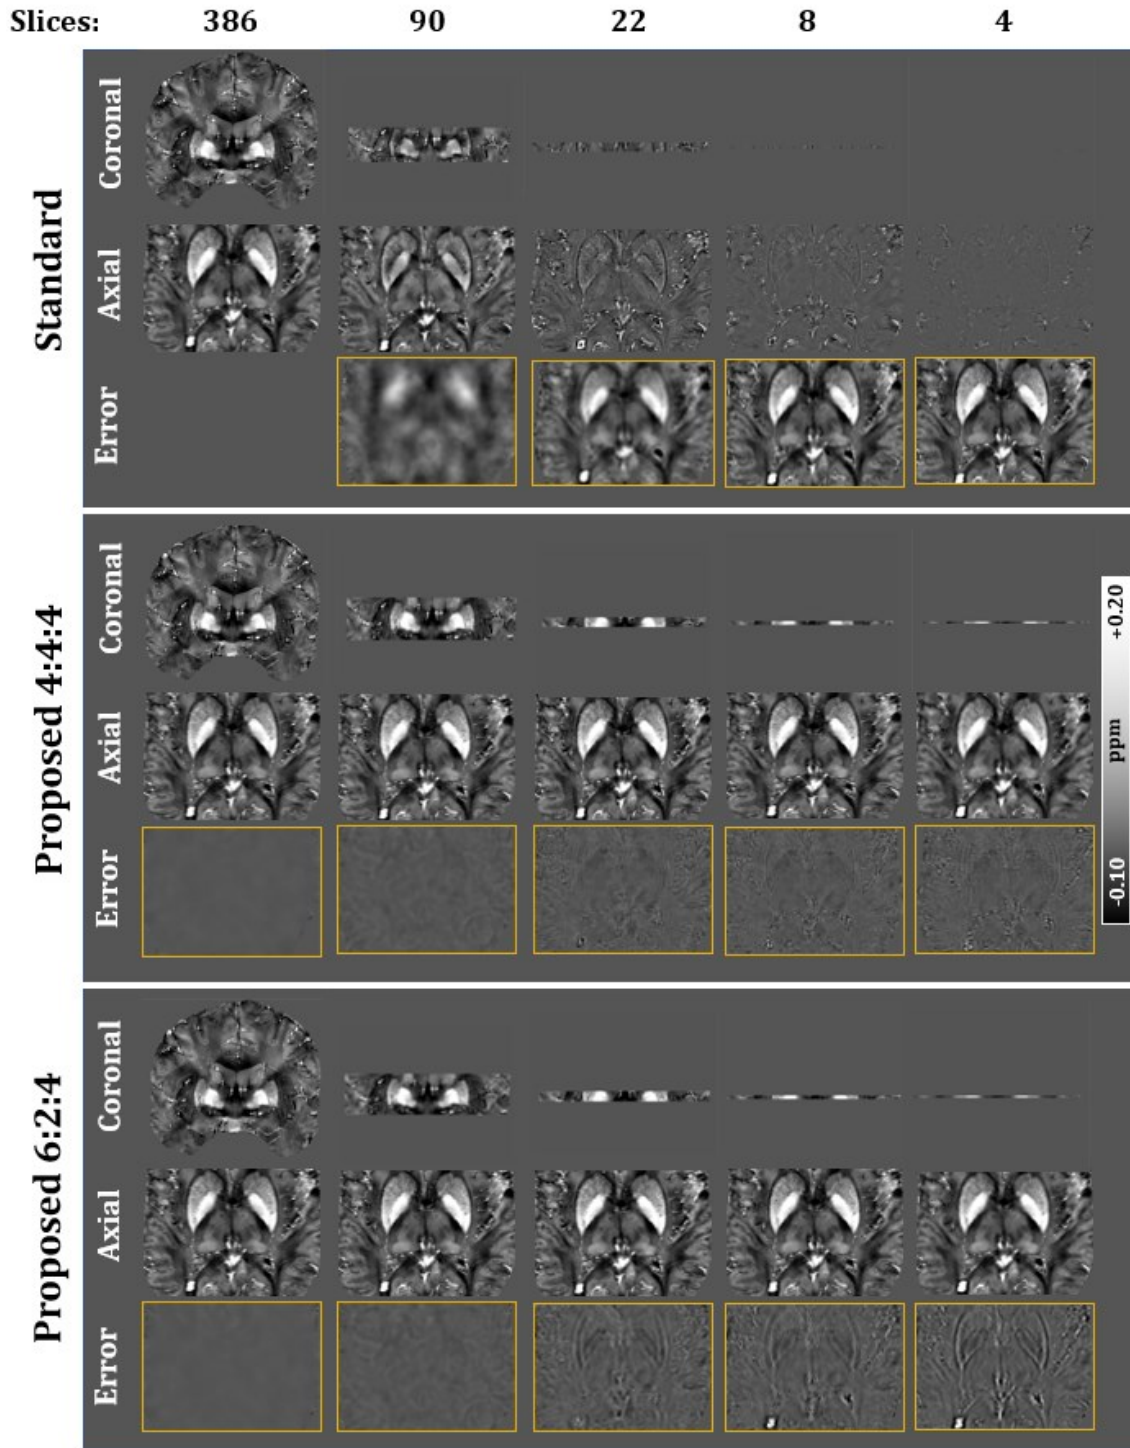 Slices: 386 90 22 8 4
Standard
Coronal
Axial
Error
Proposed 4:4:4
Coronal
Axial
Error
+0.20
ppm
-0.10
Proposed 6:2:4
Coronal
Axial
Error